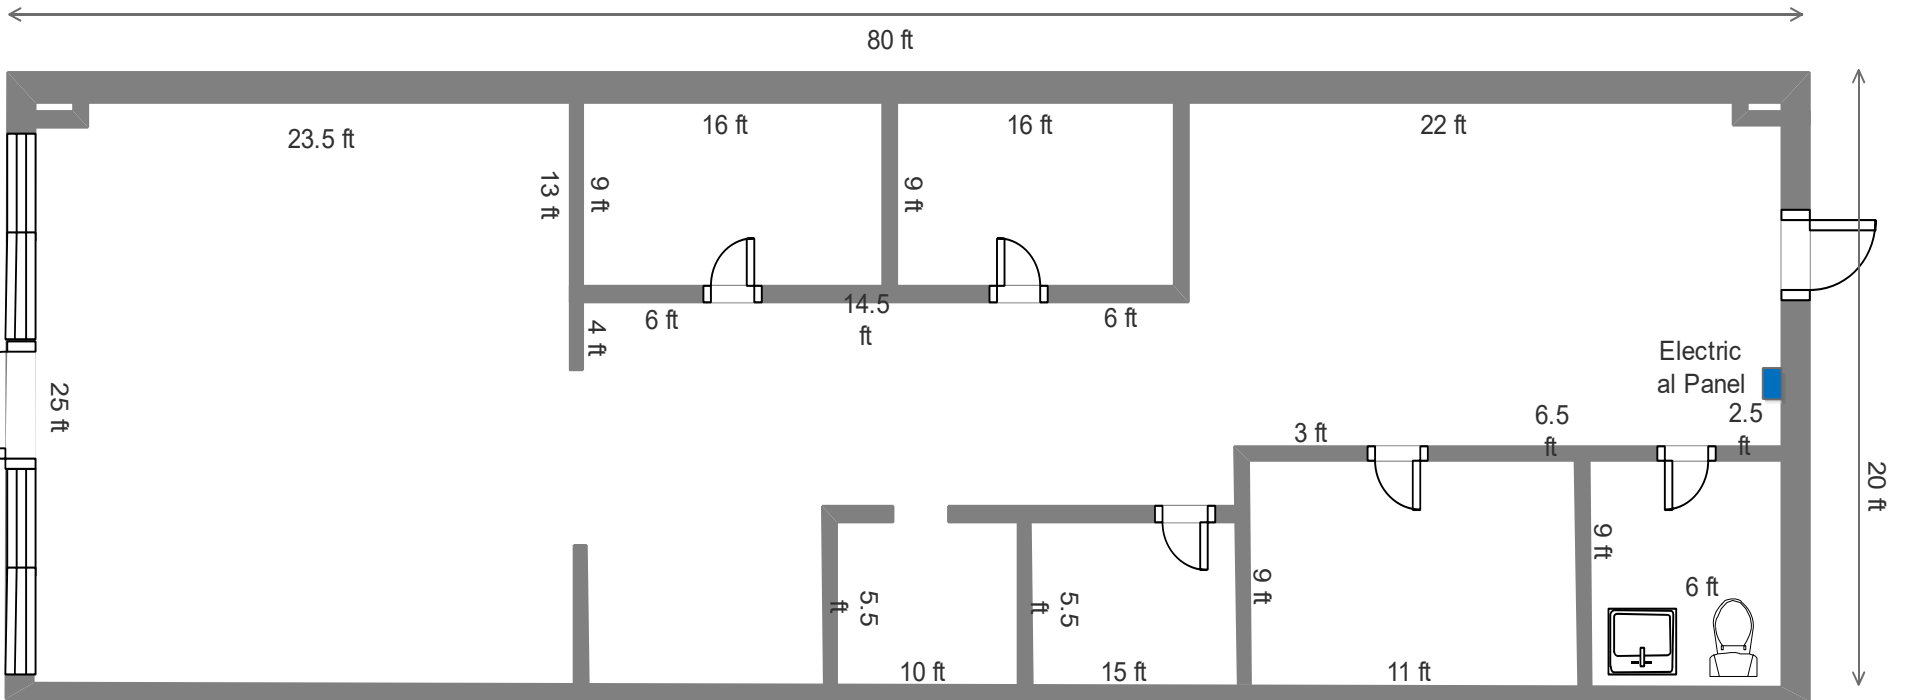 80 ft
23.5 ft
16 ft
16 ft
22 ft
13 ft
9 ft
9 ft
6 ft
14.5
ft
6 ft
4 ft
Electric
al Panel
25 ft
3 ft
6.5
ft
2.5
ft
20 ft
9 ft
9 ft
5.5
ft
5.5
ft
6 ft
10 ft
15 ft
11 ft